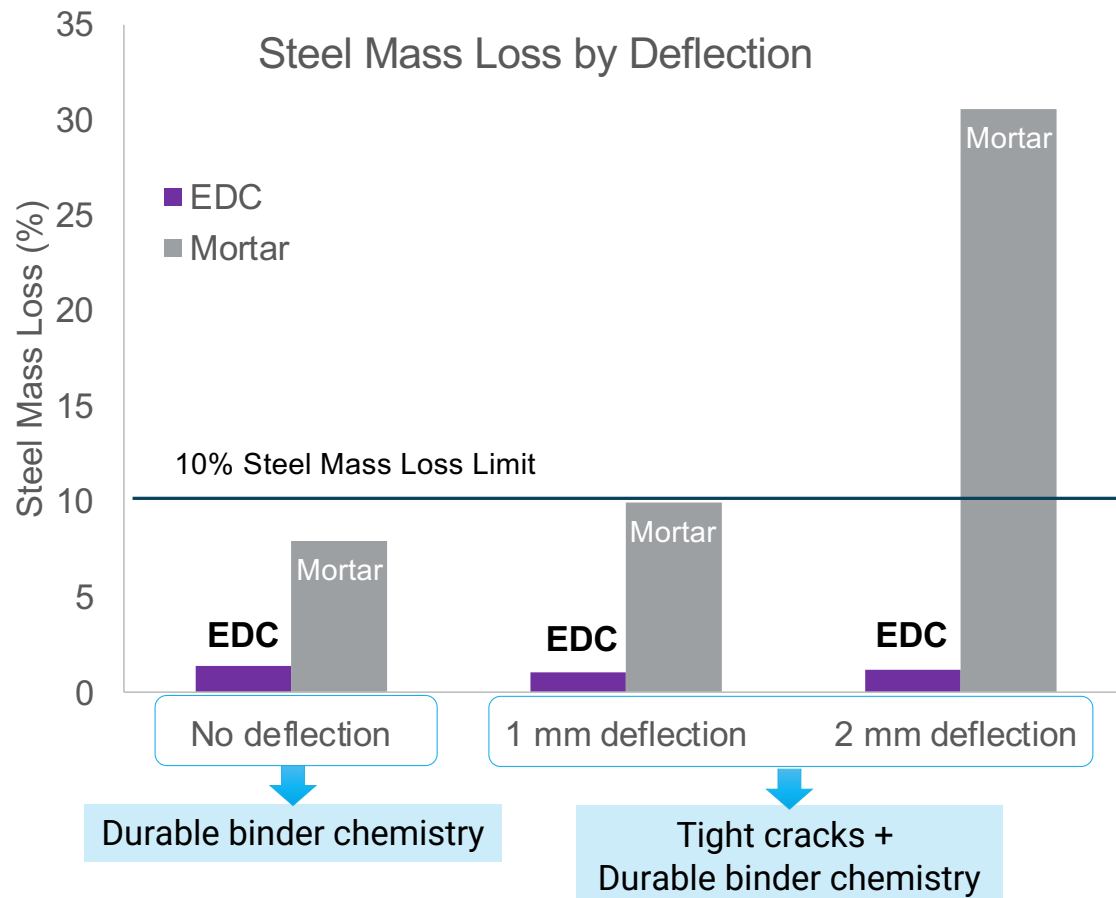 Steel Mass Loss by Deflection
Steel Mass Loss (%)
35
30
25
20
15
10
5
0
EDC
Mortar
10% Steel Mass Loss Limit
EDC
Mortar
EDC
Mortar
EDC
Mortar
No deflection
1 mm deflection
2 mm deflection
Durable binder chemistry
Tight cracks +
Durable binder chemistry